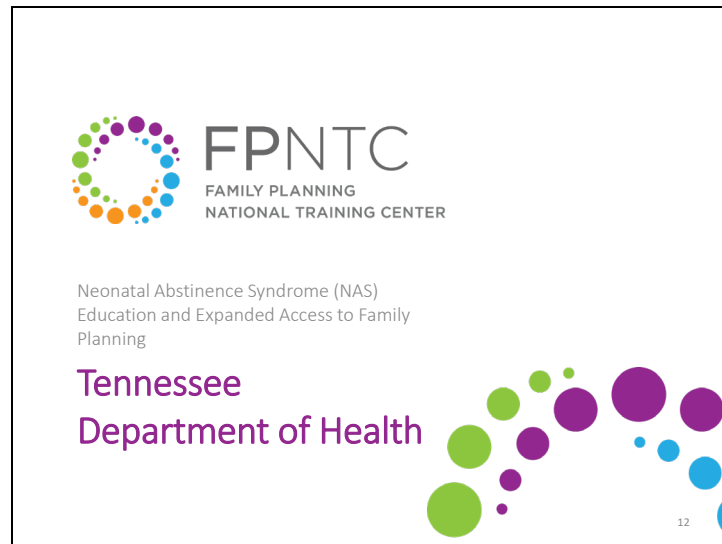 FPNTC
FAMILY PLANNING
NATIONAL TRAINING CENTER
Neonatal Abstinence Syndrome (NAS)
Education and Expanded Access to Family
Planning
Tennessee
Department of Health
12